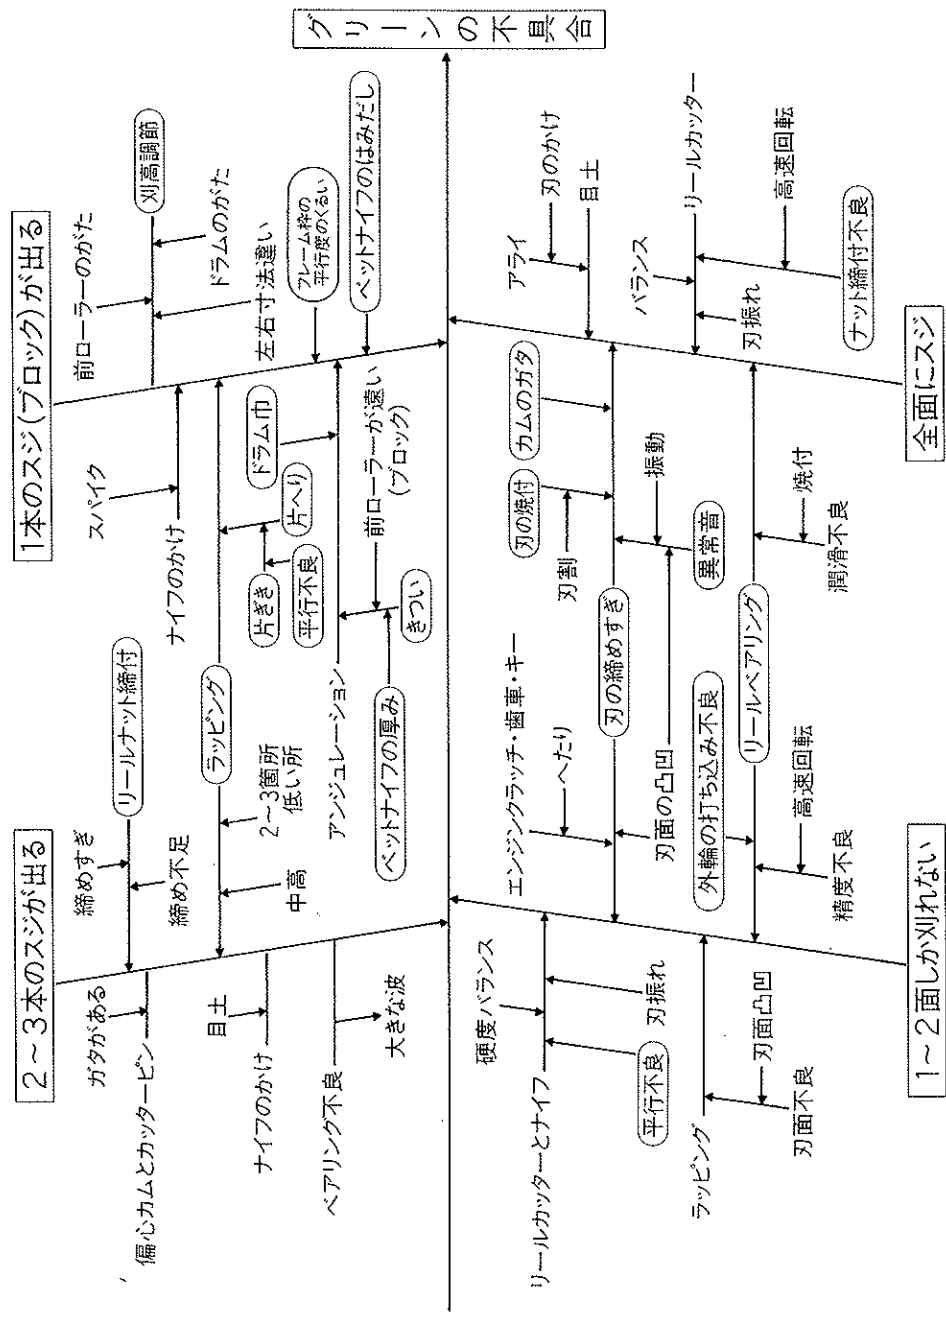 グリーンの不具合
2～3本のスジが出る
ガタがある
偏心カムとカッターピン
締めすぎ
リールナット締付
締め不足
目土
ナイフのかけ
ラッピング
中高
2～3箇所
低い所
ベアリング不良
大きな波
1本のスジ(ブロック)が出る
スパイク
ナイフのかけ
前ローラーのがた
刈高調節
ドラムのがた
左右寸法違い
片べり
片ぎき
平行不良
フレーム枠の
平行度のくるい
ドラム巾
アンジュレーション
前ローラーが遠い
(ブロック)
きつい
ベットナイフの厚み
ベットナイフのはみだし
硬度バランス
リールカッターとナイフ
刃振れ
平行不良
ラッピング
刃面凸凹
刃面不良
1～2面しか刈れない
エンジンクラッチ・歯車・キー
へたり
刃の締めすぎ
刃面の凸凹
外輪の打ち込み不良
リールベアリング
高速回転
精度不良
刃の焼付
刃割
カムのガタ
振動
異常音
焼付
潤滑不良
アライ
刃のかけ
目土
バランス
リールカッター
刃振れ
高速回転
ナット締付不良
全面にスジ